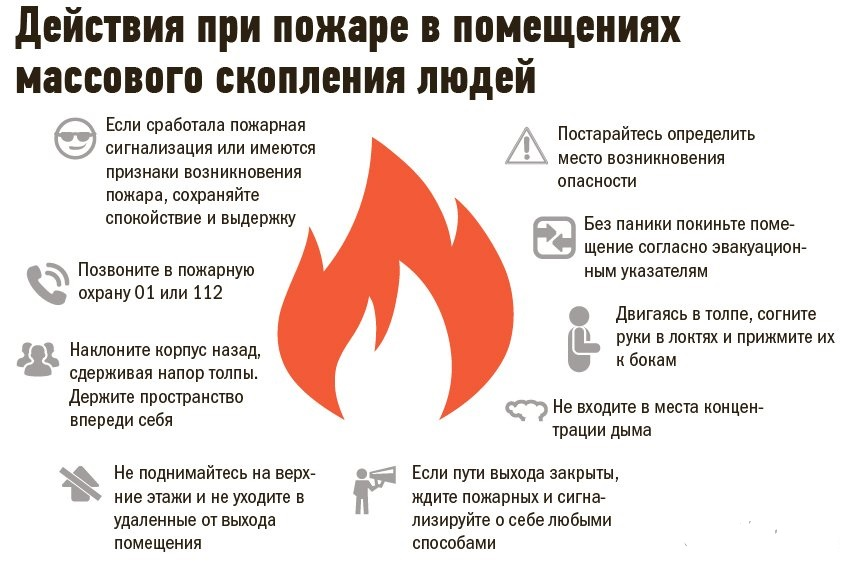 Действия при пожаре в помещениях
массового скопления людей
Если сработала пожарная
сигнализация или имеются
признаки возникновения
пожара, сохраняйте
спокойствие и выдержку
Позвоните в пожарную
охрану 01 или 112
Наклоните корпус назад,
сдерживая напор толпы.
Держите пространство
впереди себя
Не поднимайтесь на верх-
ние этажи и не уходите в
удаленные от выхода
помещения
Постарайтесь определить
место возникновения
опасности
Без паники покиньте поме-
щение согласно эвакуацион-
ным указателям
Двигаясь в толпе, согните
руки в локтях и прижмите их
к бокам
Не входите в места концен-
трации дыма
Если пути выхода закрыты,
ждите пожарных и сигна-
лизируйте о себе любыми
способами